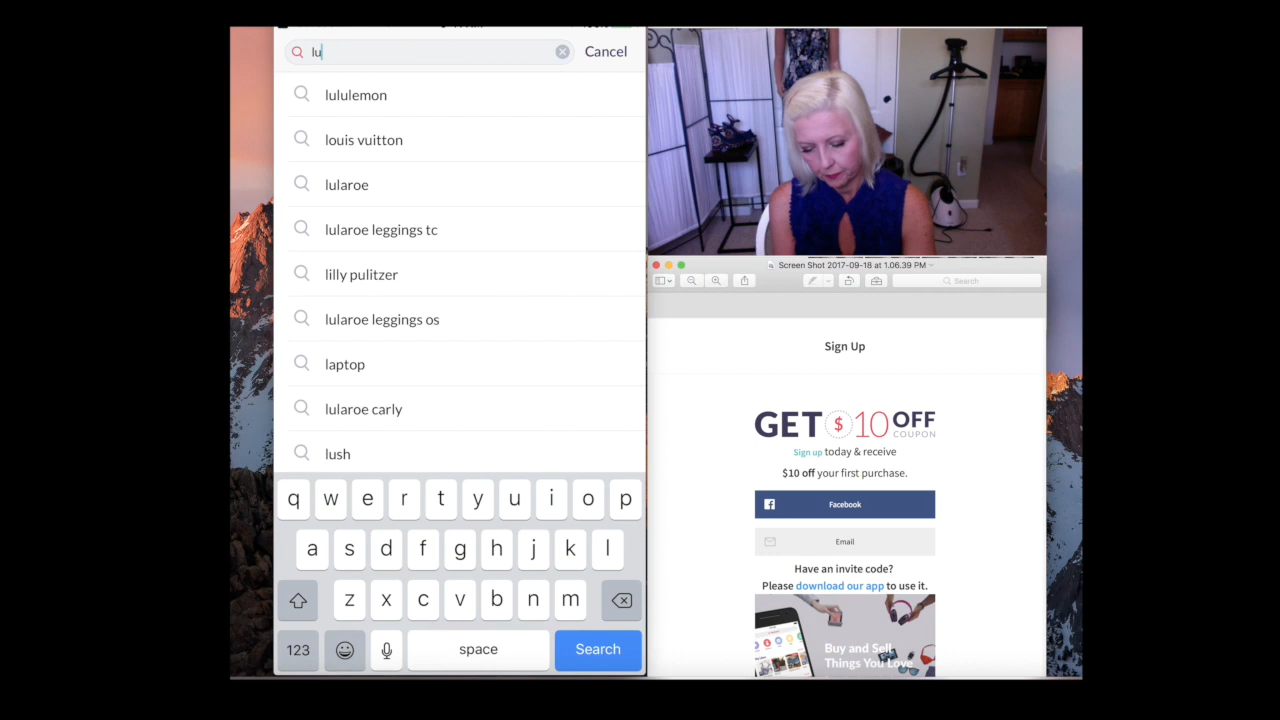 lu
Cancel
lululemon
louis vuitton
lularoe
lularoe leggings tc
lilly pulitzer
lularoe leggings os
laptop
lularoe carly
lush
q w e r t y u i o p
a s d f g h j k l
z x c v b n m
123
space
Search
Screen Shot 2017-09-18 at 1.06.39 PM
Search
Sign Up
GET $10 OFF
COUPON
Sign up today & receive
$10 off your first purchase.
Facebook
Email
Have an invite code?
Please download our app to use it.
Buy and Sell
Things You Love